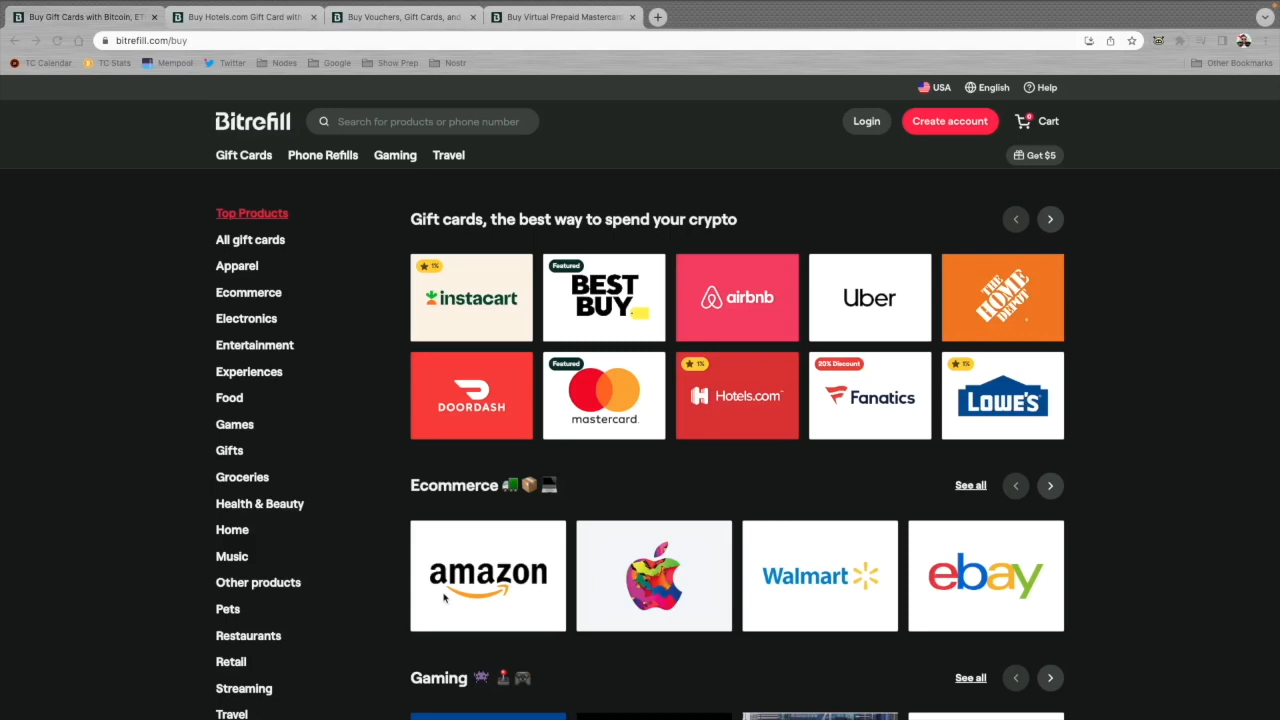 Buy Gift Cards with Bitcoin, ET
Buy Hotels.com Gift Card with
Buy Vouchers, Gift Cards, and
Buy Virtual Prepaid Mastercar
bitrefill.com/buy
TC Calendar
TC Stats
Mempool
Twitter
Nodes
Google
Show Prep
Nostr
Other Bookmarks
USA
English
Help
Bitrefill
Search for products or phone number
Login
Create account
0
Cart
Gift Cards
Phone Refills
Gaming
Travel
Get $5
Top Products
All gift cards
Apparel
Ecommerce
Electronics
Entertainment
Experiences
Food
Games
Gifts
Groceries
Health & Beauty
Home
Music
Other products
Pets
Restaurants
Retail
Streaming
Travel
Gift cards, the best way to spend your crypto
1%
instacart
Featured
BEST
BUY
airbnb
Uber
THE
HOME
DEPOT
DOORDASH
Featured
mastercard
1%
Hotels.com
20% Discount
Fanatics
1%
LOWE'S
Ecommerce
See all
amazon
Walmart
ebay
Gaming
See all